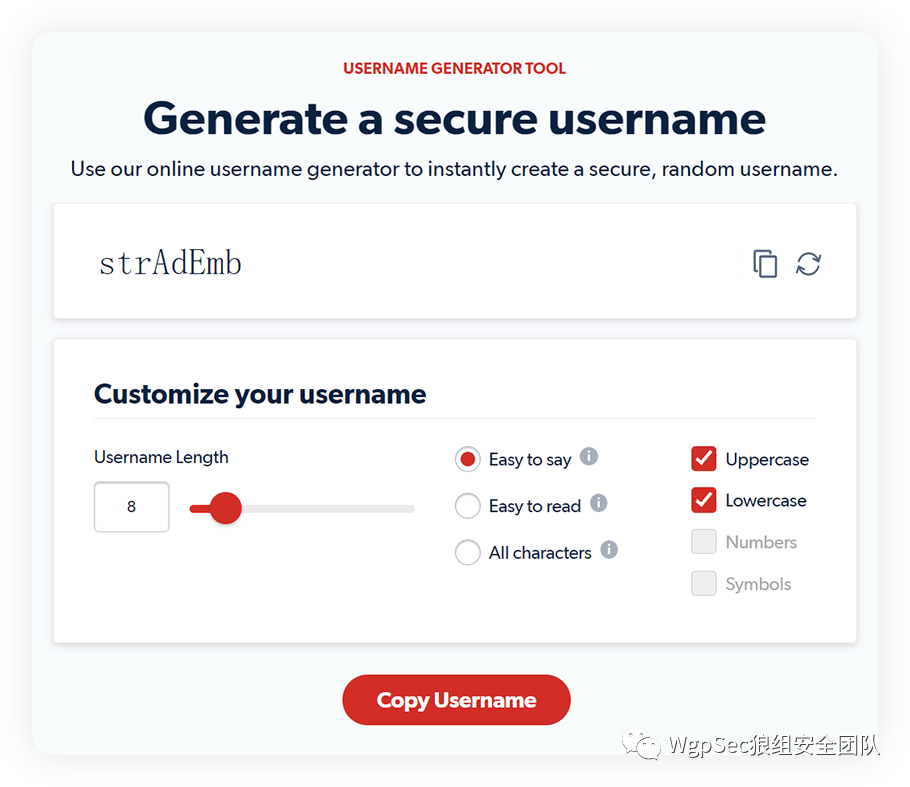 USERNAME GENERATOR TOOL
Generate a secure username
Use our online username generator to instantly create a secure, random username.
strAdEmb
Customize your username
Username Length
8
Easy to say
Easy to read
All characters
Uppercase
Lowercase
Numbers
Symbols
Copy Username
WgpSec狼组安全团队